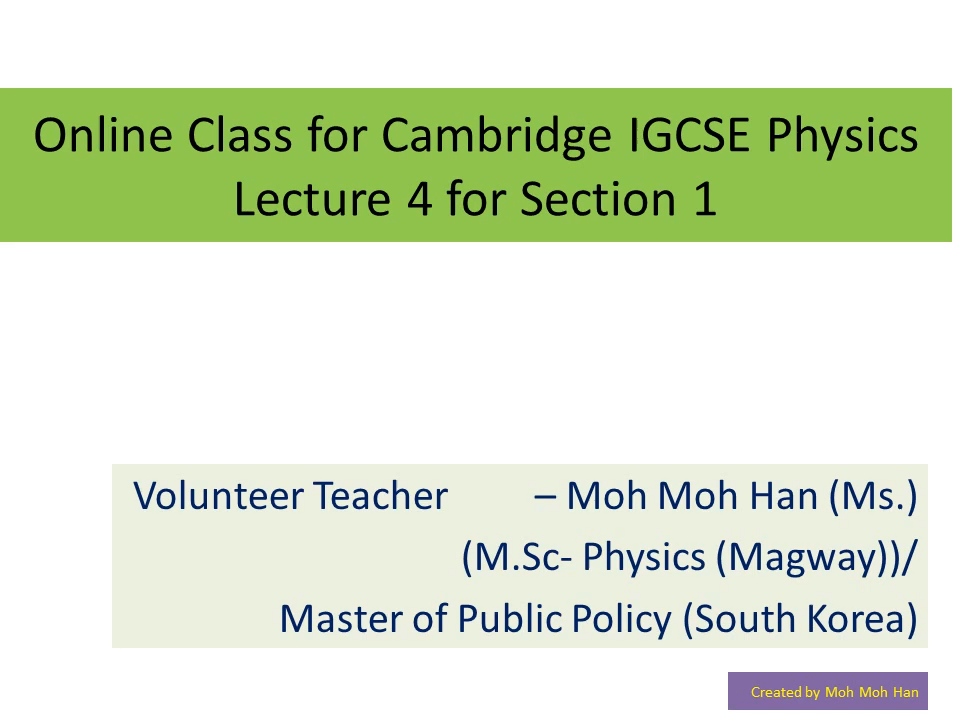 Online Class for Cambridge IGCSE Physics
Lecture 4 for Section 1
Volunteer Teacher – Moh Moh Han (Ms.)
(M.Sc- Physics (Magway))/
Master of Public Policy (South Korea)
Created by Moh Moh Han